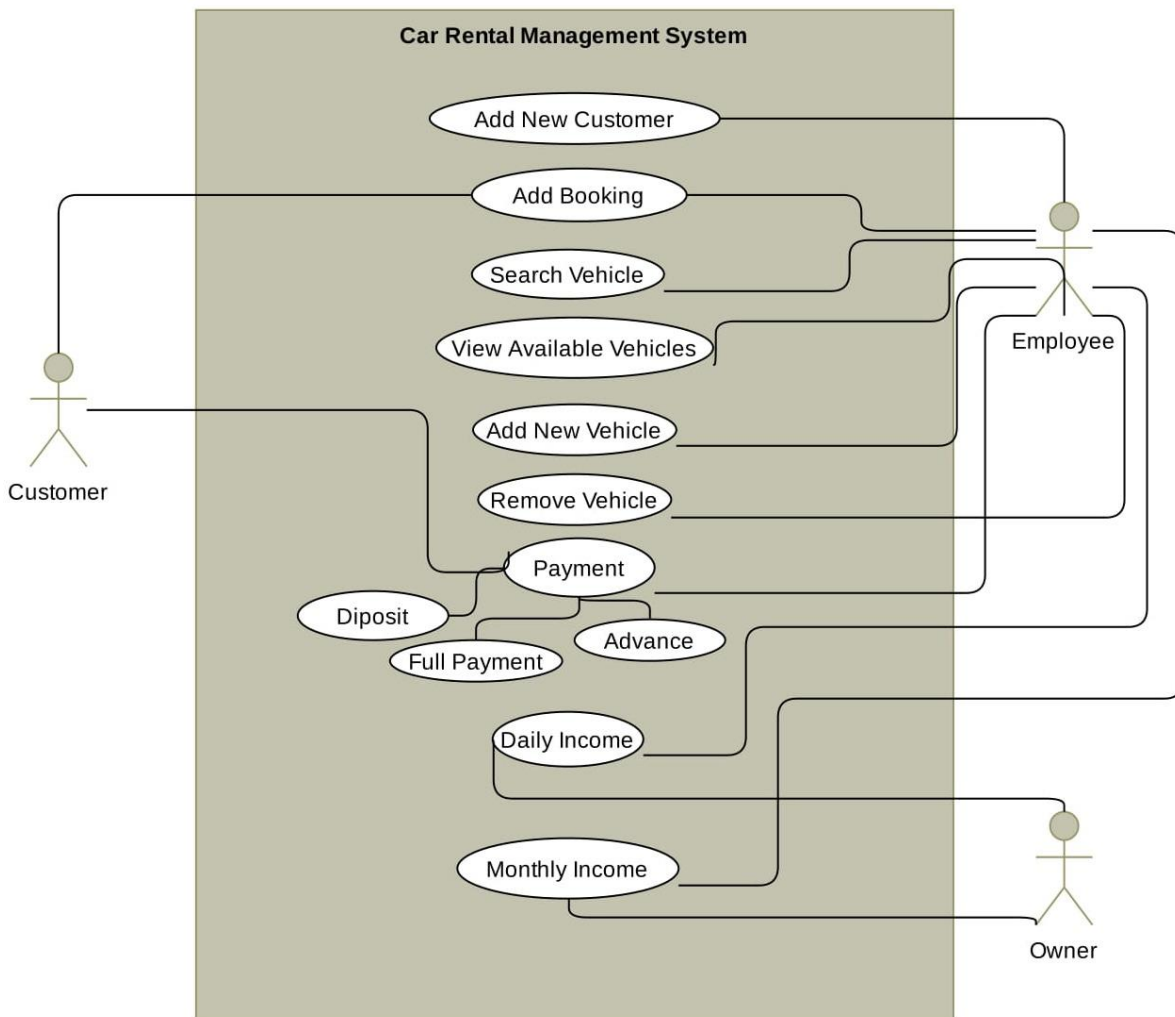 Car Rental Management System
Add New Customer
Add Booking
Search Vehicle
View Available Vehicles
Employee
Add New Vehicle
Customer
Remove Vehicle
Payment
Diposit
Advance
Full Payment
Daily Income
Monthly Income
Owner